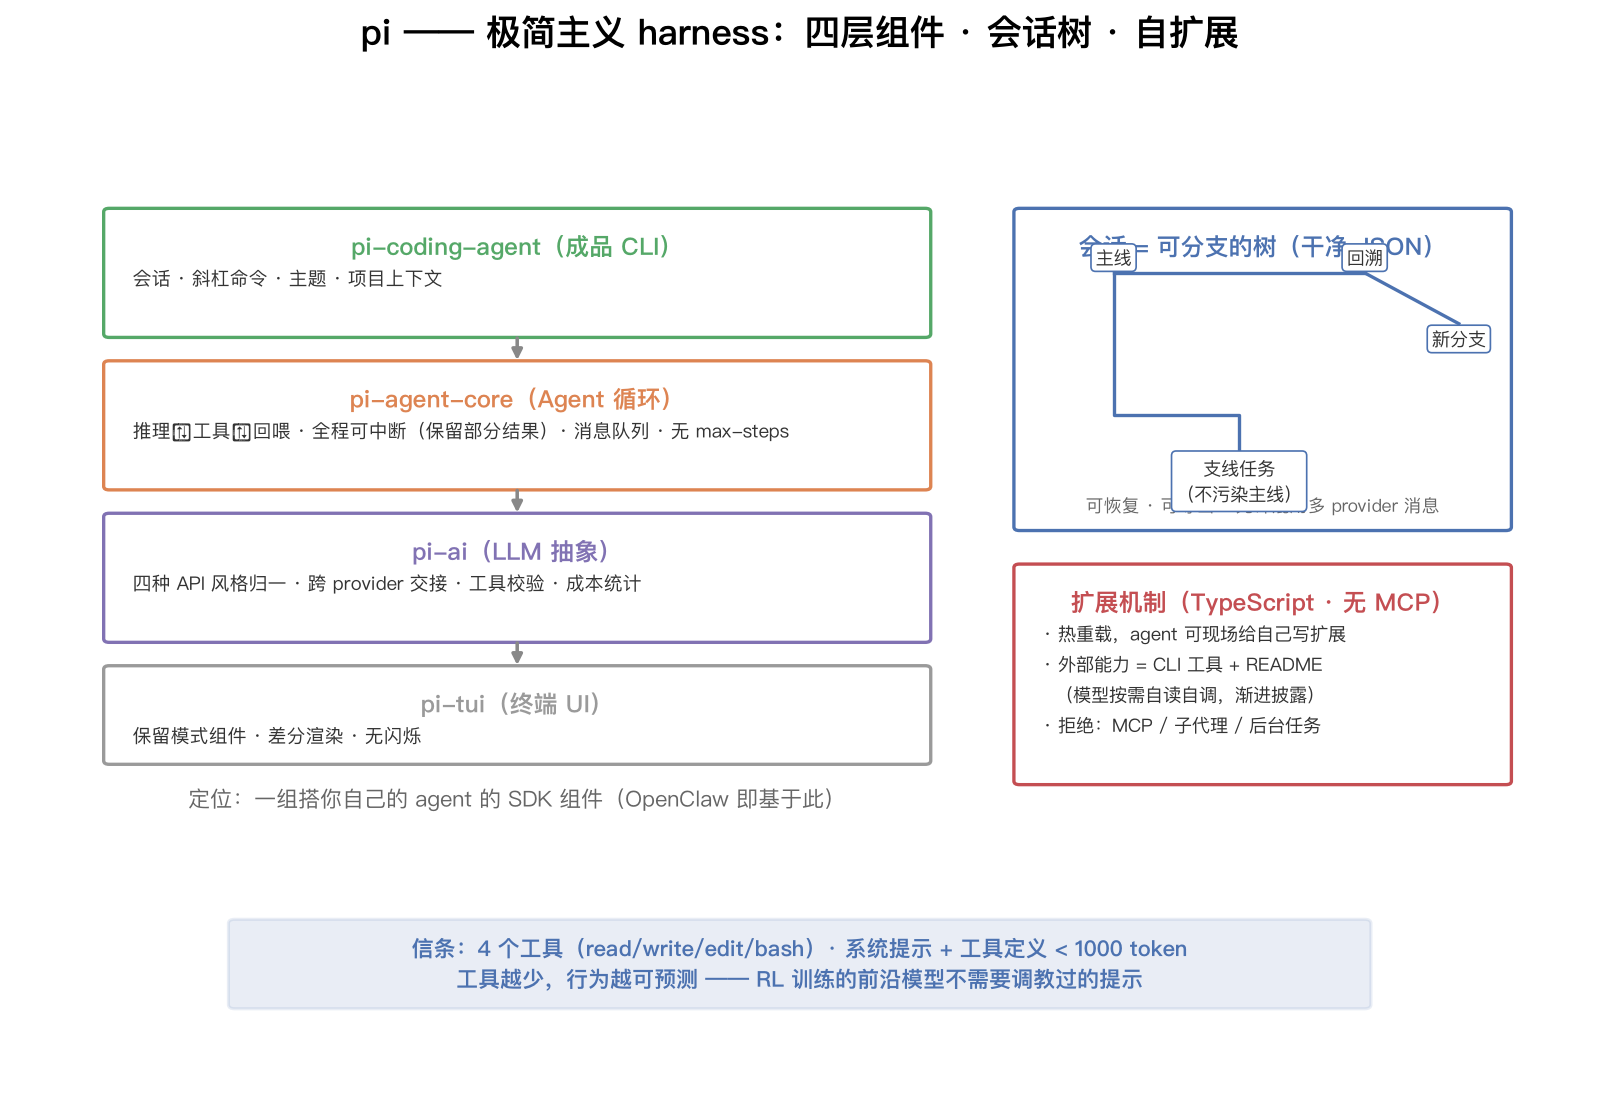 pi —— 极简主义 harness：四层组件 · 会话树 · 自扩展
pi-coding-agent（成品 CLI）
会话 · 斜杠命令 · 主题 · 项目上下文
pi-agent-core（Agent 循环）
推理⮃工具⮃回喂 · 全程可中断（保留部分结果）· 消息队列 · 无 max-steps
pi-ai（LLM 抽象）
四种 API 风格归一 · 跨 provider 交接 · 工具校验 · 成本统计
pi-tui（终端 UI）
保留模式组件 · 差分渲染 · 无闪烁
定位：一组搭你自己的 agent 的 SDK 组件（OpenClaw 即基于此）
会话 = 可分支的树（干净 JSON）
主线
回溯
新分支
支线任务
（不污染主线）
可恢复 · 多 provider 消息
扩展机制（TypeScript · 无 MCP）
· 热重载，agent 可现场给自己写扩展
· 外部能力 = CLI 工具 + README
（模型按需自读自调，渐进披露）
· 拒绝：MCP / 子代理 / 后台任务
信条：4 个工具（read/write/edit/bash）· 系统提示 + 工具定义 < 1000 token
工具越少，行为越可预测 —— RL 训练的前沿模型不需要调教过的提示